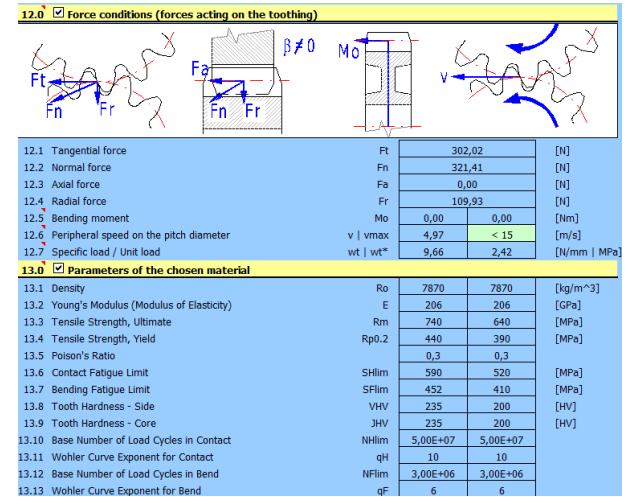 12.0 Force conditions (forces acting on the toothing)
Ft Fn Fr
β≠0 Fa Fn Fr
Mo
v
12.1 Tangential force Ft 302,02 [N]
12.2 Normal force Fn 321,41 [N]
12.3 Axial force Fa 0,00 [N]
12.4 Radial force Fr 109,93 [N]
12.5 Bending moment Mo 0,00 0,00 [Nm]
12.6 Peripheral speed on the pitch diameter v | vmax 4,97 < 15 [m/s]
12.7 Specific load / Unit load wt | wt* 9,66 2,42 [N/mm | MPa]
13.0 Parameters of the chosen material
13.1 Density Ro 7870 7870 [kg/m^3]
13.2 Young's Modulus (Modulus of Elasticity) E 206 206 [GPa]
13.3 Tensile Strength, Ultimate Rm 740 640 [MPa]
13.4 Tensile Strength, Yield Rp0.2 440 390 [MPa]
13.5 Poison's Ratio 0,3 0,3
13.6 Contact Fatigue Limit SHlim 590 520 [MPa]
13.7 Bending Fatigue Limit SFlim 452 410 [MPa]
13.8 Tooth Hardness - Side VHV 235 200 [HV]
13.9 Tooth Hardness - Core JHV 235 200 [HV]
13.10 Base Number of Load Cycles in Contact NHlim 5,00E+07 5,00E+07
13.11 Wohler Curve Exponent for Contact qH 10 10
13.12 Base Number of Load Cycles in Bend NFlim 3,00E+06 3,00E+06
13.13 Wohler Curve Exponent for Bend qF 6 6